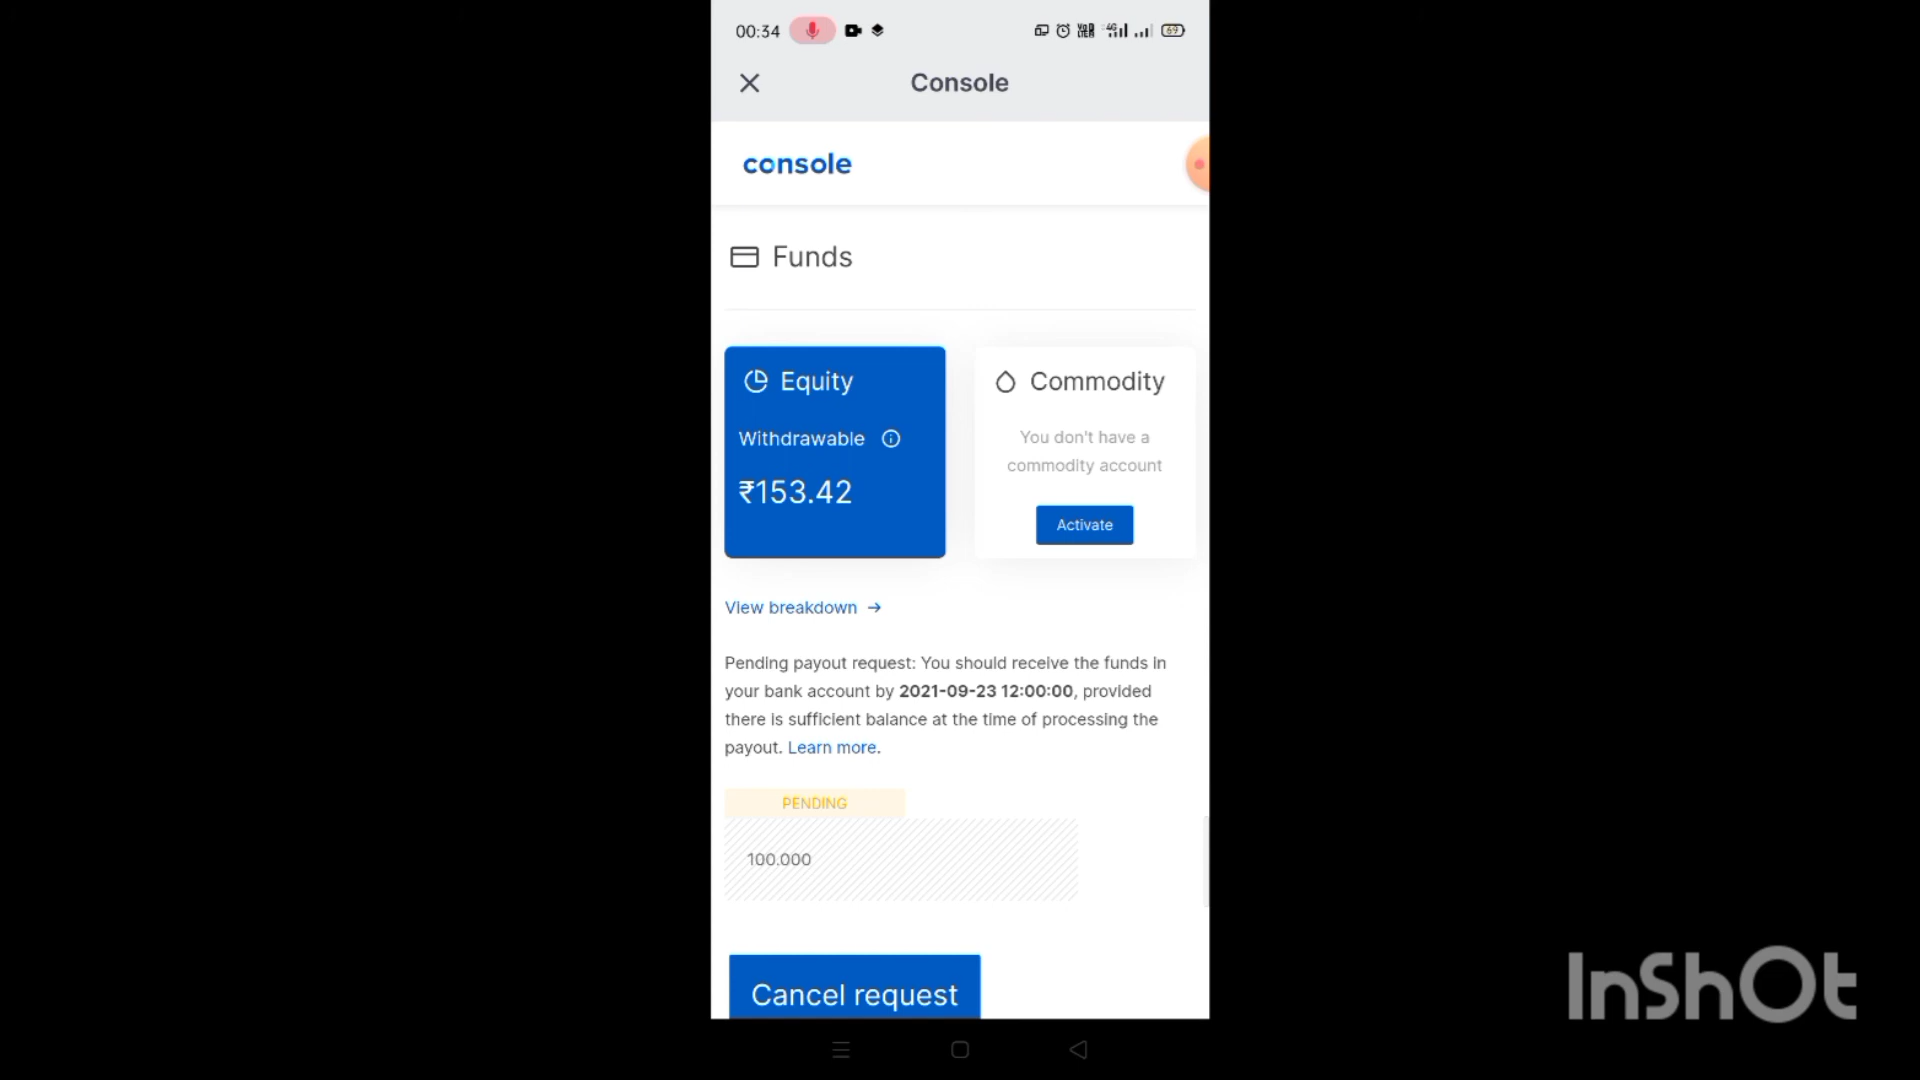 00:34
VoLTE 4G 69
Console
console
Funds
Equity
Withdrawable
₹153.42
Commodity
You don't have a
commodity account
Activate
View breakdown →
Pending payout request: You should receive the funds in
your bank account by 2021-09-23 12:00:00, provided
there is sufficient balance at the time of processing the
payout. Learn more.
PENDING
100.000
Cancel request
InShOt